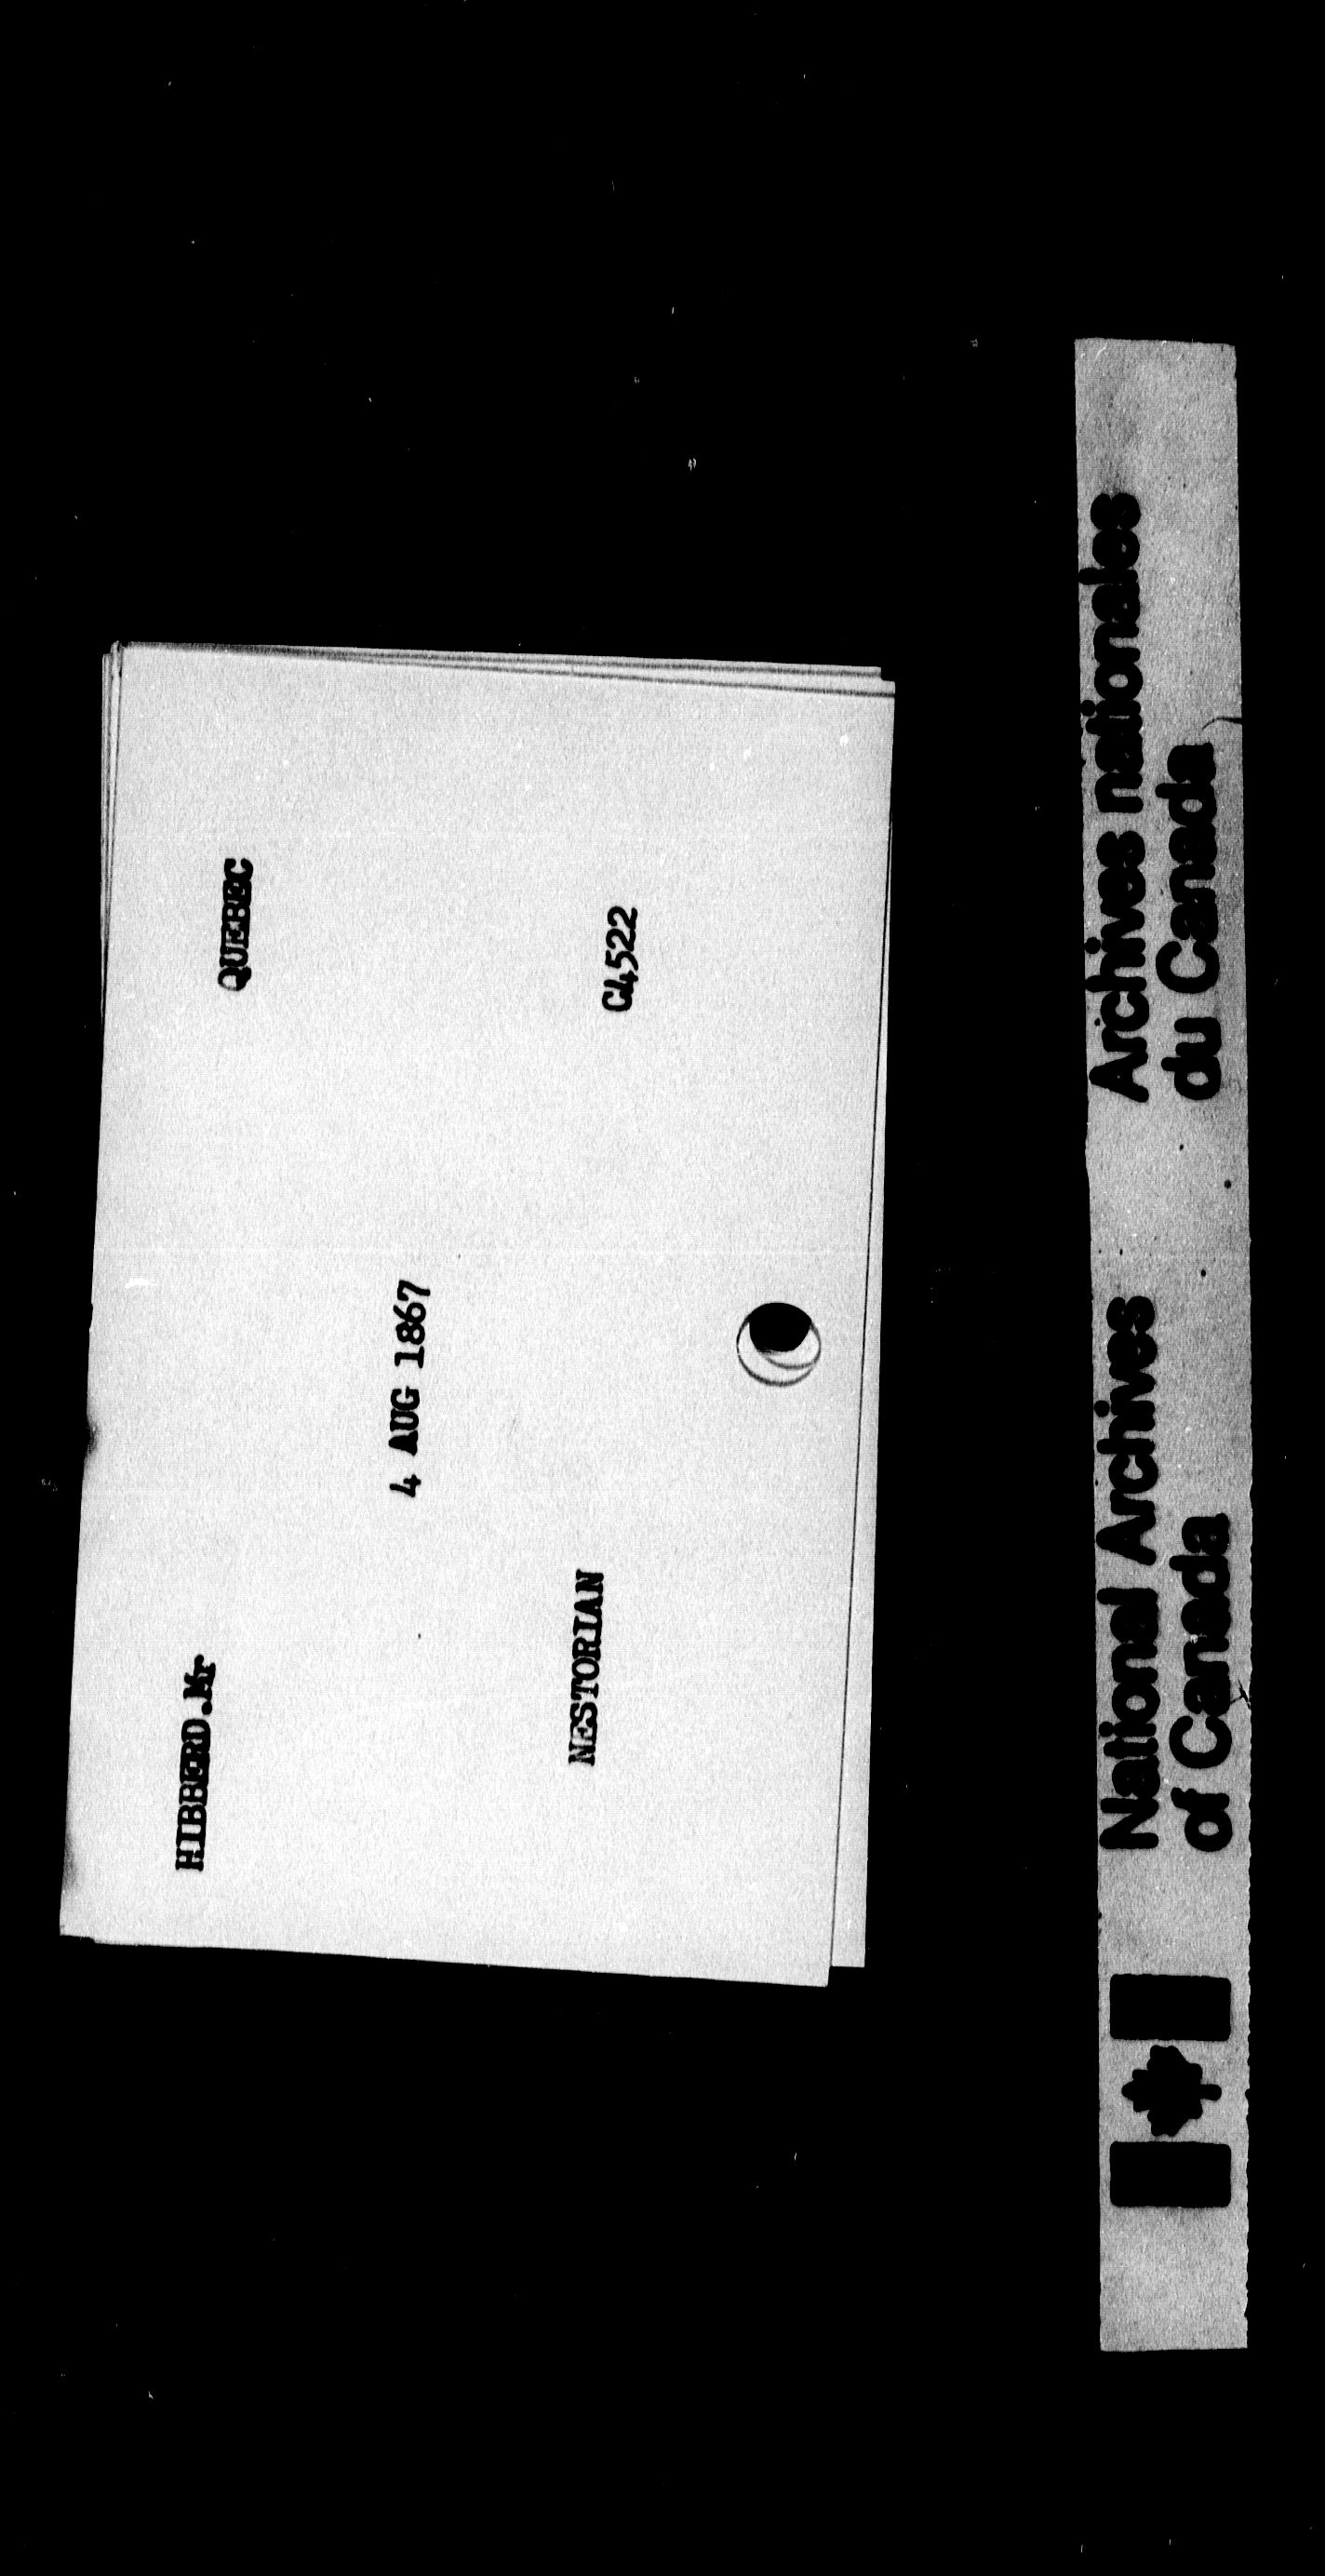 HIBBERD.Mr QUEBEC
4 AUG 1867
NESTORIAN C4522
National Archives Archives nationales
of Canada du Canada